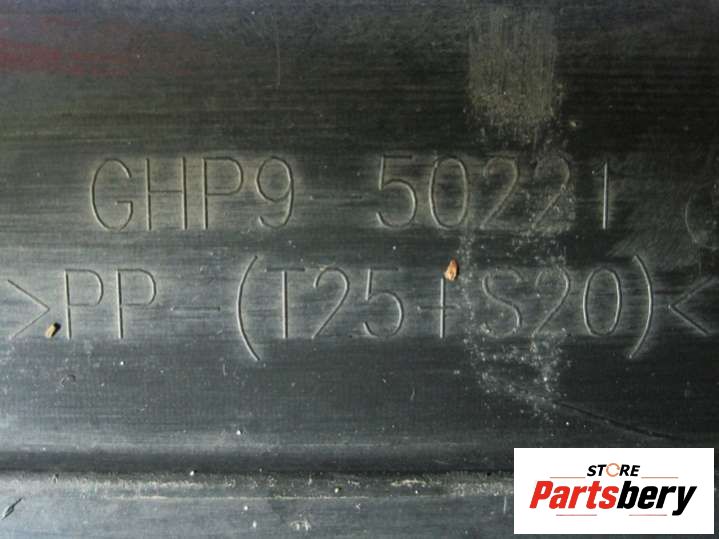 GHP9-50221
>PP-(T25+S20)<
STORE
Partsbery